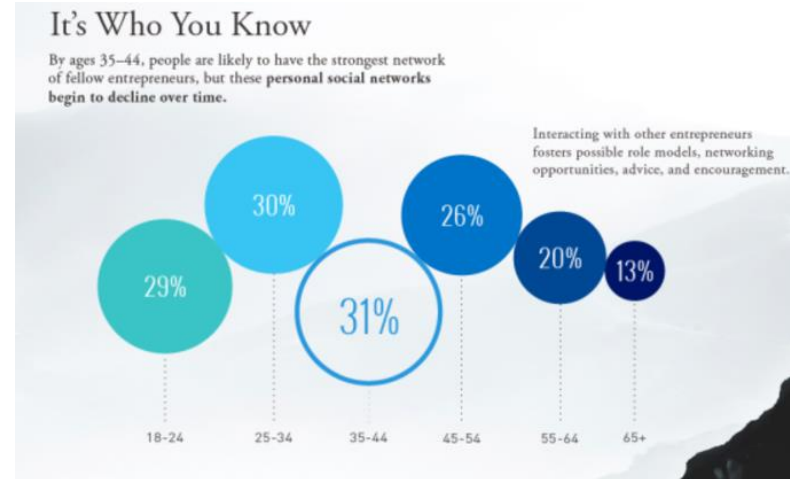 It's Who You Know
By ages 35–44, people are likely to have the strongest network
of fellow entrepreneurs, but these personal social networks
begin to decline over time.
Interacting with other entrepreneurs
fosters possible role models, networking
opportunities, advice, and encouragement.
29%
30%
31%
26%
20%
13%
18-24
25-34
35-44
45-54
55-64
65+